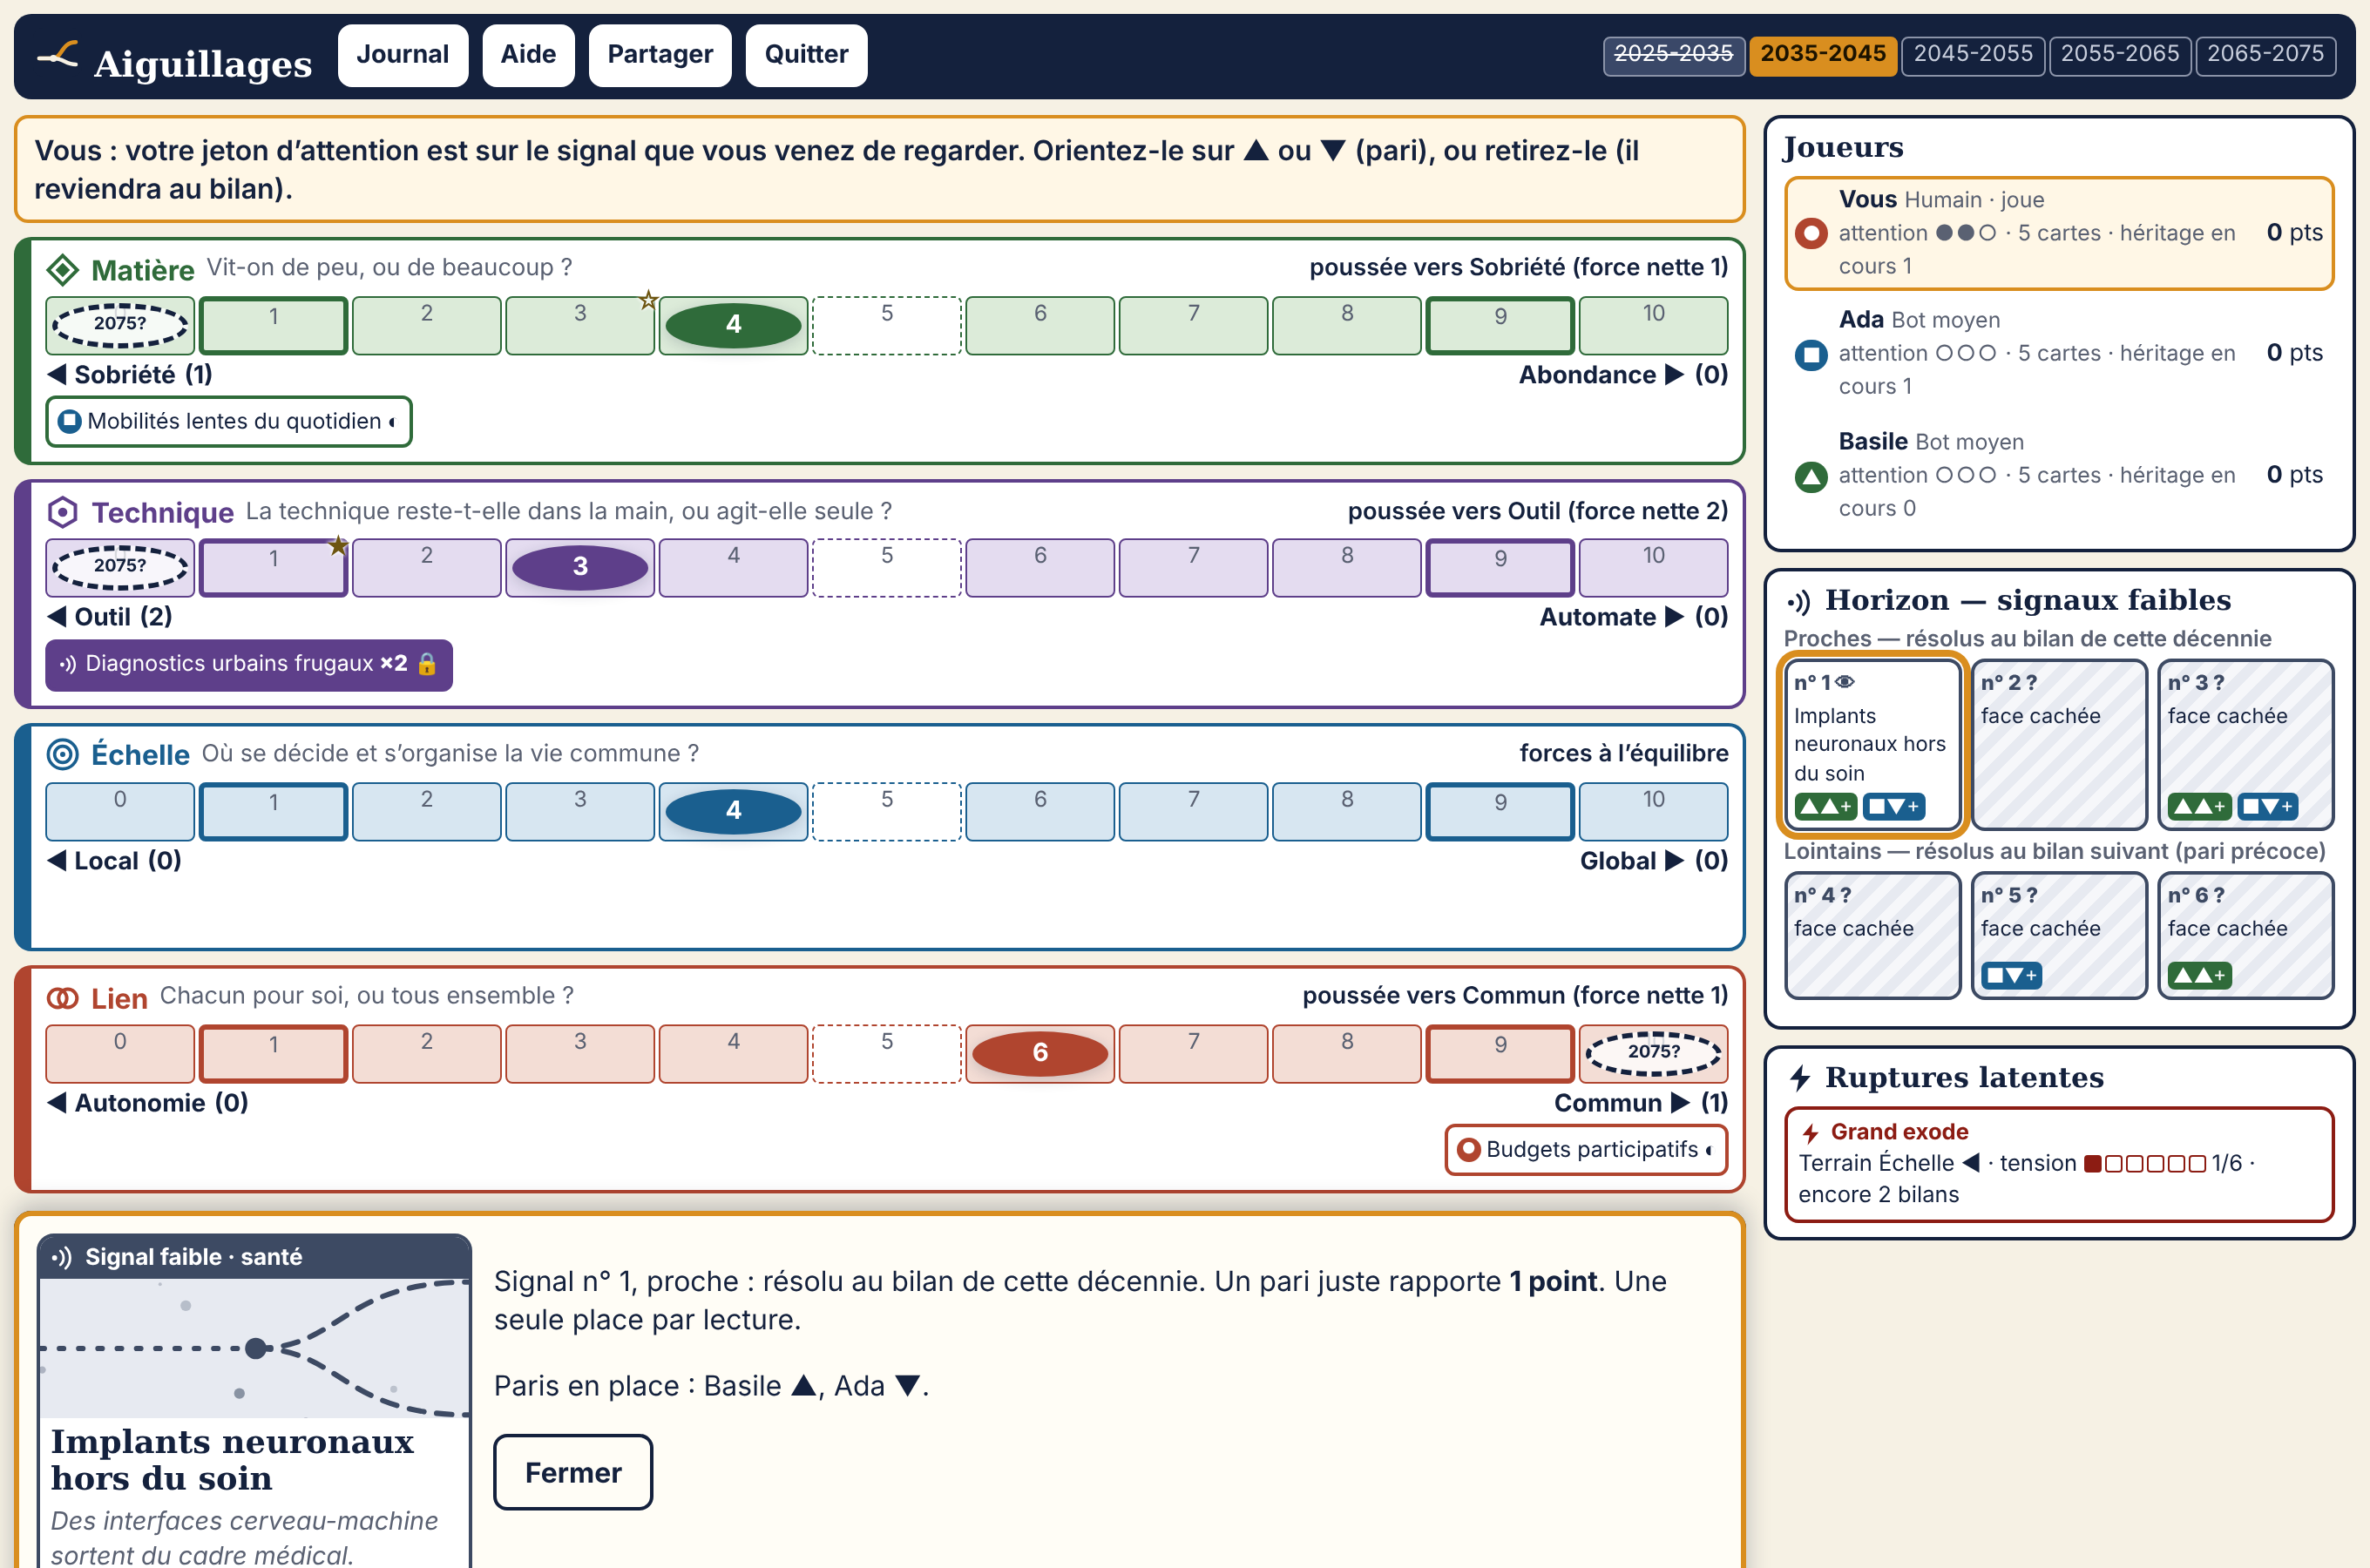 Aiguillages
Journal
Aide
Partager
Quitter
2025-2035
2035-2045
2045-2055
2055-2065
2065-2075
Vous : votre jeton d’attention est sur le signal que vous venez de regarder. Orientez-le sur ▲ ou ▼ (pari), ou retirez-le (il
reviendra au bilan).
Matière Vit-on de peu, ou de beaucoup ?
poussée vers Sobriété (force nette 1)
2075? 1 2 3 4 5 6 7 8 9 10
◀ Sobriété (1)
Abondance ▶ (0)
Mobilités lentes du quotidien
Technique La technique reste-t-elle dans la main, ou agit-elle seule ?
poussée vers Outil (force nette 2)
2075? 1 2 3 4 5 6 7 8 9 10
◀ Outil (2)
Automate ▶ (0)
Diagnostics urbains frugaux ×2 🔒
Échelle Où se décide et s’organise la vie commune ?
forces à l’équilibre
0 1 2 3 4 5 6 7 8 9 10
◀ Local (0)
Global ▶ (0)
Lien Chacun pour soi, ou tous ensemble ?
poussée vers Commun (force nette 1)
0 1 2 3 4 5 6 7 8 9 2075?
◀ Autonomie (0)
Commun ▶ (1)
Budgets participatifs
Signal faible · santé
Implants neuronaux
hors du soin
Des interfaces cerveau-machine
sortent du cadre médical.
Signal n° 1, proche : résolu au bilan de cette décennie. Un pari juste rapporte 1 point. Une
seule place par lecture.
Paris en place : Basile ▲, Ada ▼.
Fermer
Joueurs
Vous Humain · joue
attention ●●○ · 5 cartes · héritage en
cours 1
0 pts
Ada Bot moyen
attention ○○○ · 5 cartes · héritage en
cours 1
0 pts
Basile Bot moyen
attention ○○○ · 5 cartes · héritage en
cours 0
0 pts
Horizon — signaux faibles
Proches — résolus au bilan de cette décennie
n° 1 👁
Implants
neuronaux hors
du soin
▲▲+ ■▼+
n° 2 ?
face cachée
n° 3 ?
face cachée
▲▲+ ■▼+
Lointains — résolus au bilan suivant (pari précoce)
n° 4 ?
face cachée
n° 5 ?
face cachée
■▼+
n° 6 ?
face cachée
▲▲+
Ruptures latentes
Grand exode
Terrain Échelle ◀ · tension ■□□□□□ 1/6 ·
encore 2 bilans